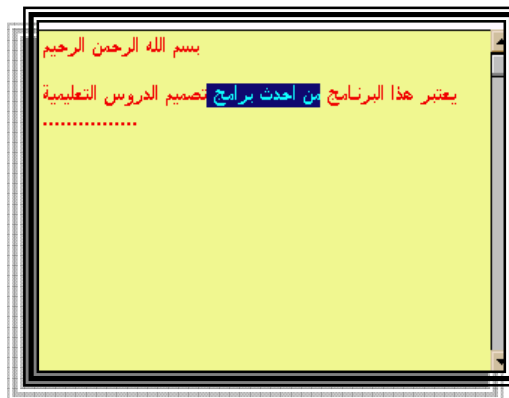 بسم الله الرحمن الرحيم
يعتبر هذا البرنامج من احدث برامج تصميم الدروس التعليمية
................